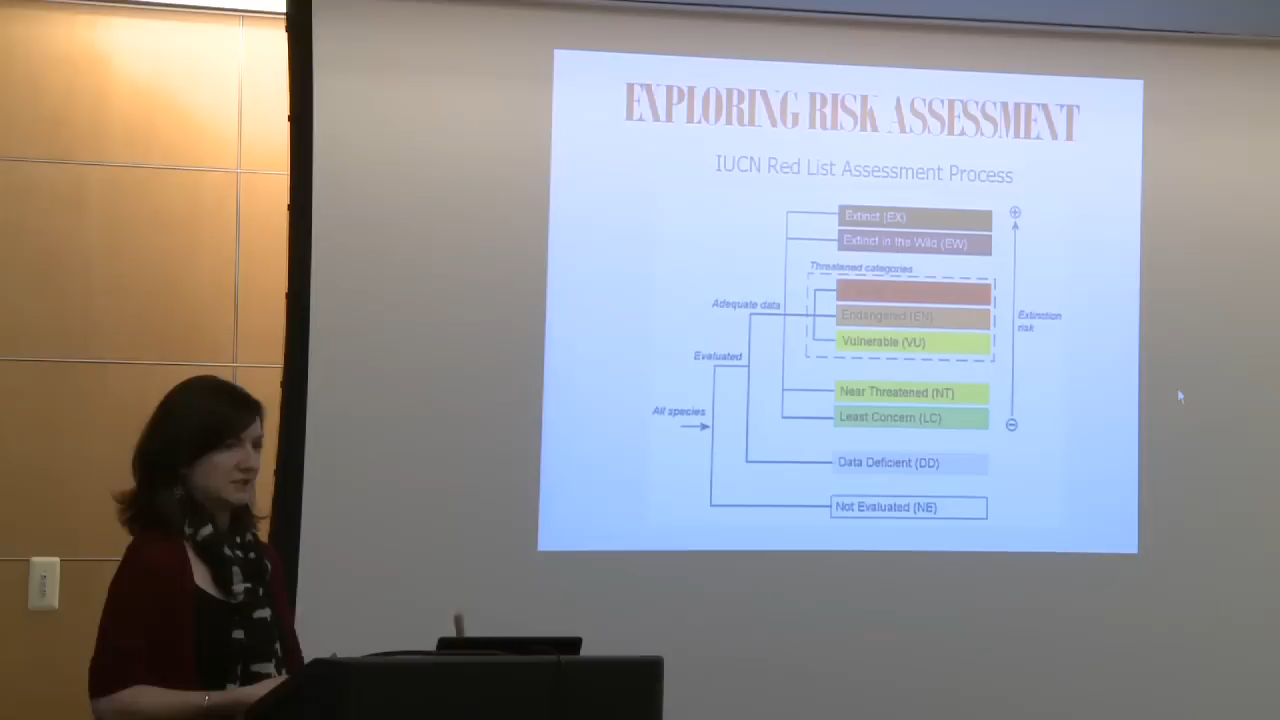 EXPLORING RISK ASSESSMENT
IUCN Red List Assessment Process
Extinct (EX)
Extinct in the Wild (EW)
Threatened categories
Adequate data
Endangered (EN)
Extinction
risk
Vulnerable (VU)
Evaluated
Near Threatened (NT)
All species
Least Concern (LC)
Data Deficient (DD)
Not Evaluated (NE)